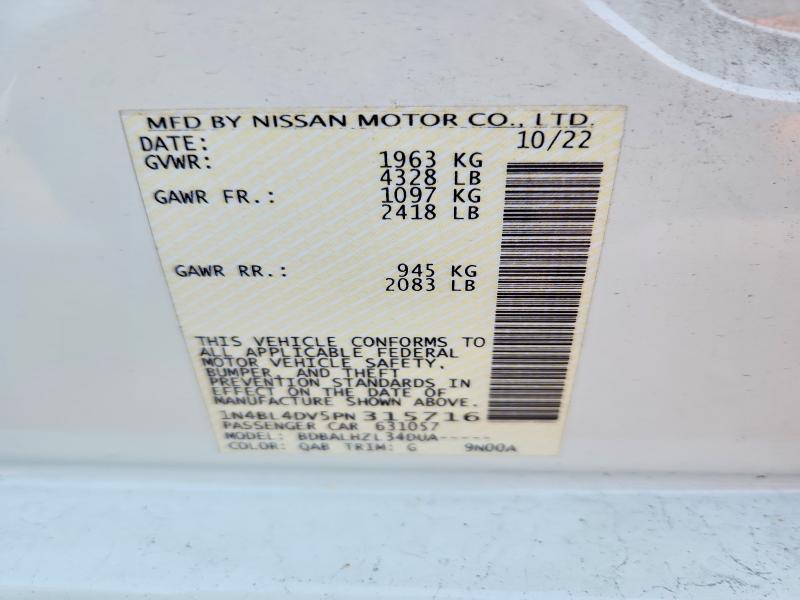 MFD BY NISSAN MOTOR CO., LTD.
DATE: 10/22
GVWR: 1963 KG
4328 LB
GAWR FR.: 1097 KG
2418 LB
GAWR RR.: 945 KG
2083 LB
THIS VEHICLE CONFORMS TO
ALL APPLICABLE FEDERAL
MOTOR VEHICLE SAFETY,
BUMPER, AND THEFT
PREVENTION STANDARDS IN
EFFECT ON THE DATE OF
MANUFACTURE SHOWN ABOVE.
1N4BL4DV5PN315716
PASSENGER CAR 631057
MODEL: BDBALHZL34DUA-----
COLOR: QAB TRIM: G 9N00A